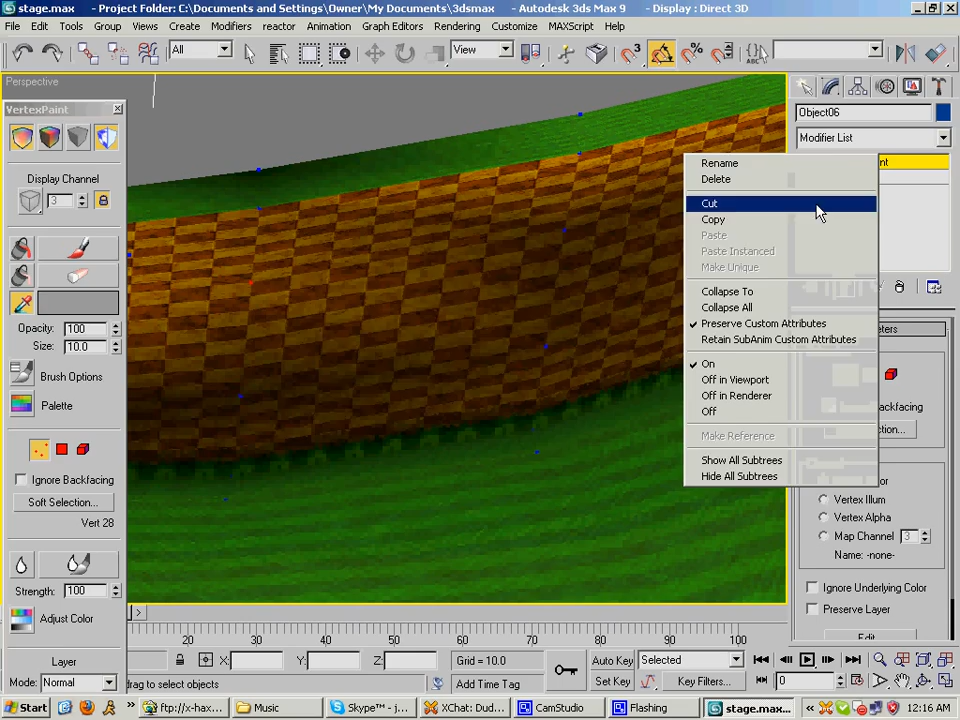 stage.max - Project Folder: C:\Documents and Settings\Owner\My Documents\3dsmax - Autodesk 3ds Max 9 - Display : Direct 3D
File Edit Tools Group Views Create Modifiers reactor Animation Graph Editors Rendering Customize MAXScript Help
All View
Perspective
VertexPaint
Display Channel
3
Opacity: 100
Size: 10.0
Brush Options
Palette
Ignore Backfacing
Soft Selection...
Vert 28
Strength: 100
Adjust Color
Layer
Mode: Normal
Object06
Modifier List
Rename
Delete
Cut
Copy
Paste
Paste Instanced
Make Unique
Collapse To
Collapse All
Preserve Custom Attributes
Retain SubAnim Custom Attributes
On
Off in Viewport
Off in Renderer
Off
Make Reference
Show All Subtrees
Hide All Subtrees
Vertex Illum
Vertex Alpha
Map Channel 3
Name: -none-
Ignore Underlying Color
Preserve Layer
20 30 40 50 60 70 80 90 100
X: Y: Z: Grid = 10.0
drag to select objects Add Time Tag
Auto Key Selected
Set Key Key Filters... 0
Start ftp://x-hax... Music Skype™ - j... XChat: Dmd... CamStudio Flashing stage.max... 12:16 AM